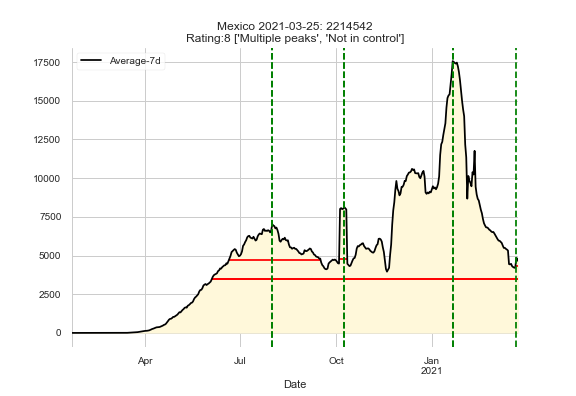 Mexico 2021-03-25: 2214542
Rating:8 ['Multiple peaks', 'Not in control']
Average-7d
17500
15000
12500
10000
7500
5000
2500
0
Apr
Jul
Oct
Jan
2021
Date